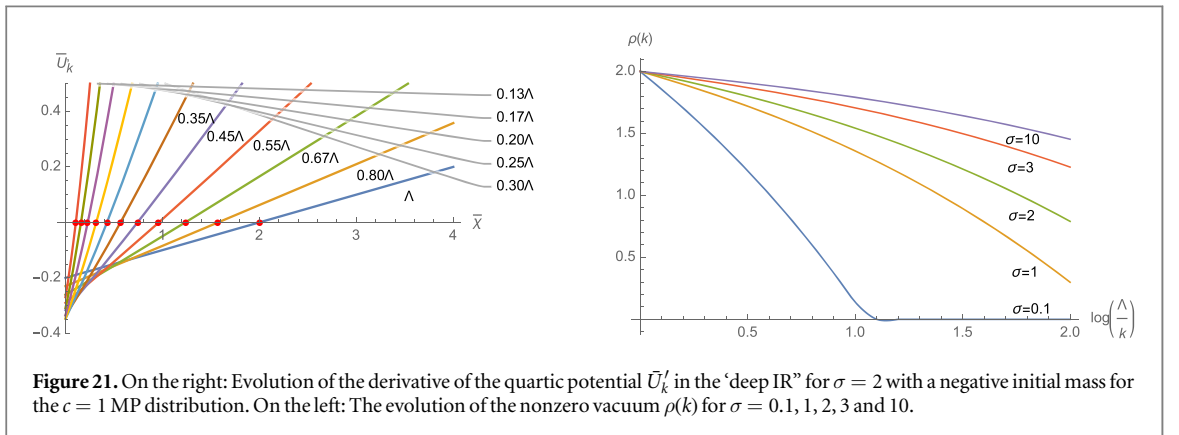 Ū′k
0.4
0.2
−0.2
−0.4
1
2
4
χ̄
0.35Λ
0.45Λ
0.55Λ
0.67Λ
0.80Λ
Λ
0.13Λ
0.17Λ
0.20Λ
0.25Λ
0.30Λ
ρ(k)
2.0
1.5
1.0
0.5
0.5
1.0
1.5
2.0
log(Λ/k)
σ=10
σ=3
σ=2
σ=1
σ=0.1
Figure 21. On the right: Evolution of the derivative of the quartic potential Ū′k in the ‘deep IR” for σ = 2 with a negative initial mass for
the c = 1 MP distribution. On the left: The evolution of the nonzero vacuum ρ(k) for σ = 0.1, 1, 2, 3 and 10.